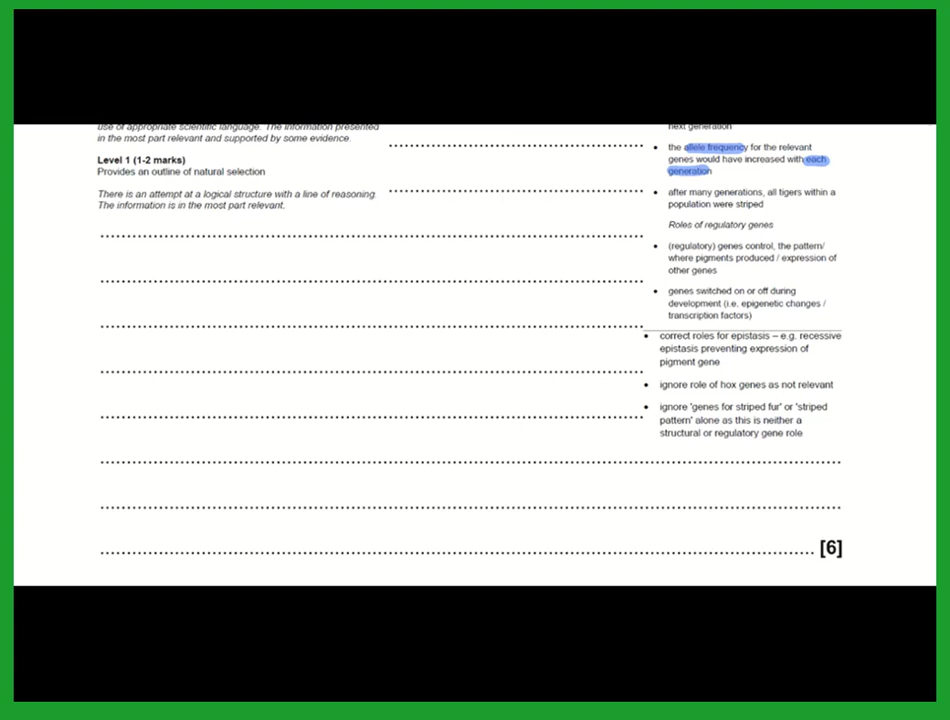 use of appropriate scientific language. The information presented
in the most part relevant and supported by some evidence.
Level 1 (1-2 marks)
Provides an outline of natural selection
There is an attempt at a logical structure with a line of reasoning.
The information is in the most part relevant.
next generation
• the allele frequency for the relevant
genes would have increased with each
generation
• after many generations, all tigers within a
population were striped
Roles of regulatory genes
• (regulatory) genes control, the pattern/
where pigments produced / expression of
other genes
• genes switched on or off during
development (i.e. epigenetic changes /
transcription factors)
• correct roles for epistasis – e.g. recessive
epistasis preventing expression of
pigment gene
• ignore role of hox genes as not relevant
• ignore 'genes for striped fur' or 'striped
pattern' alone as this is neither a
structural or regulatory gene role
[6]